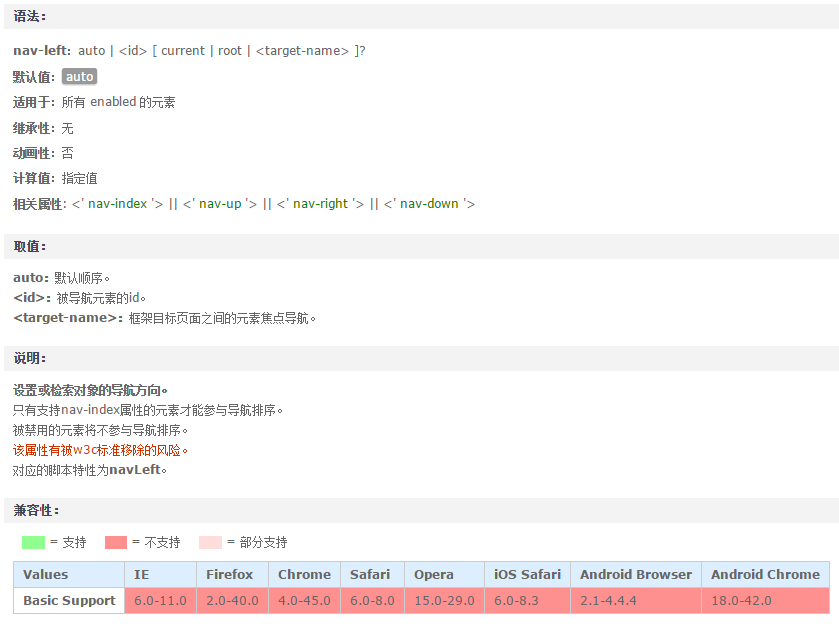 语法：
nav-left：auto | <id> [ current | root | <target-name> ]?
默认值：auto
适用于：所有 enabled 的元素
继承性：无
动画性：否
计算值：指定值
相关属性：<' nav-index '> || <' nav-up '> || <' nav-right '> || <' nav-down '>
取值：
auto：默认顺序。
<id>：被导航元素的id。
<target-name>：框架目标页面之间的元素焦点导航。
说明：
设置或检索对象的导航方向。
只有支持nav-index属性的元素才能参与导航排序。
被禁用的元素将不参与导航排序。
该属性有被w3c标准移除的风险。
对应的脚本特性为navLeft。
兼容性：
= 支持 = 不支持 = 部分支持
Values IE Firefox Chrome Safari Opera iOS Safari Android Browser Android Chrome
Basic Support 6.0-11.0 2.0-40.0 4.0-45.0 6.0-8.0 15.0-29.0 6.0-8.3 2.1-4.4.4 18.0-42.0